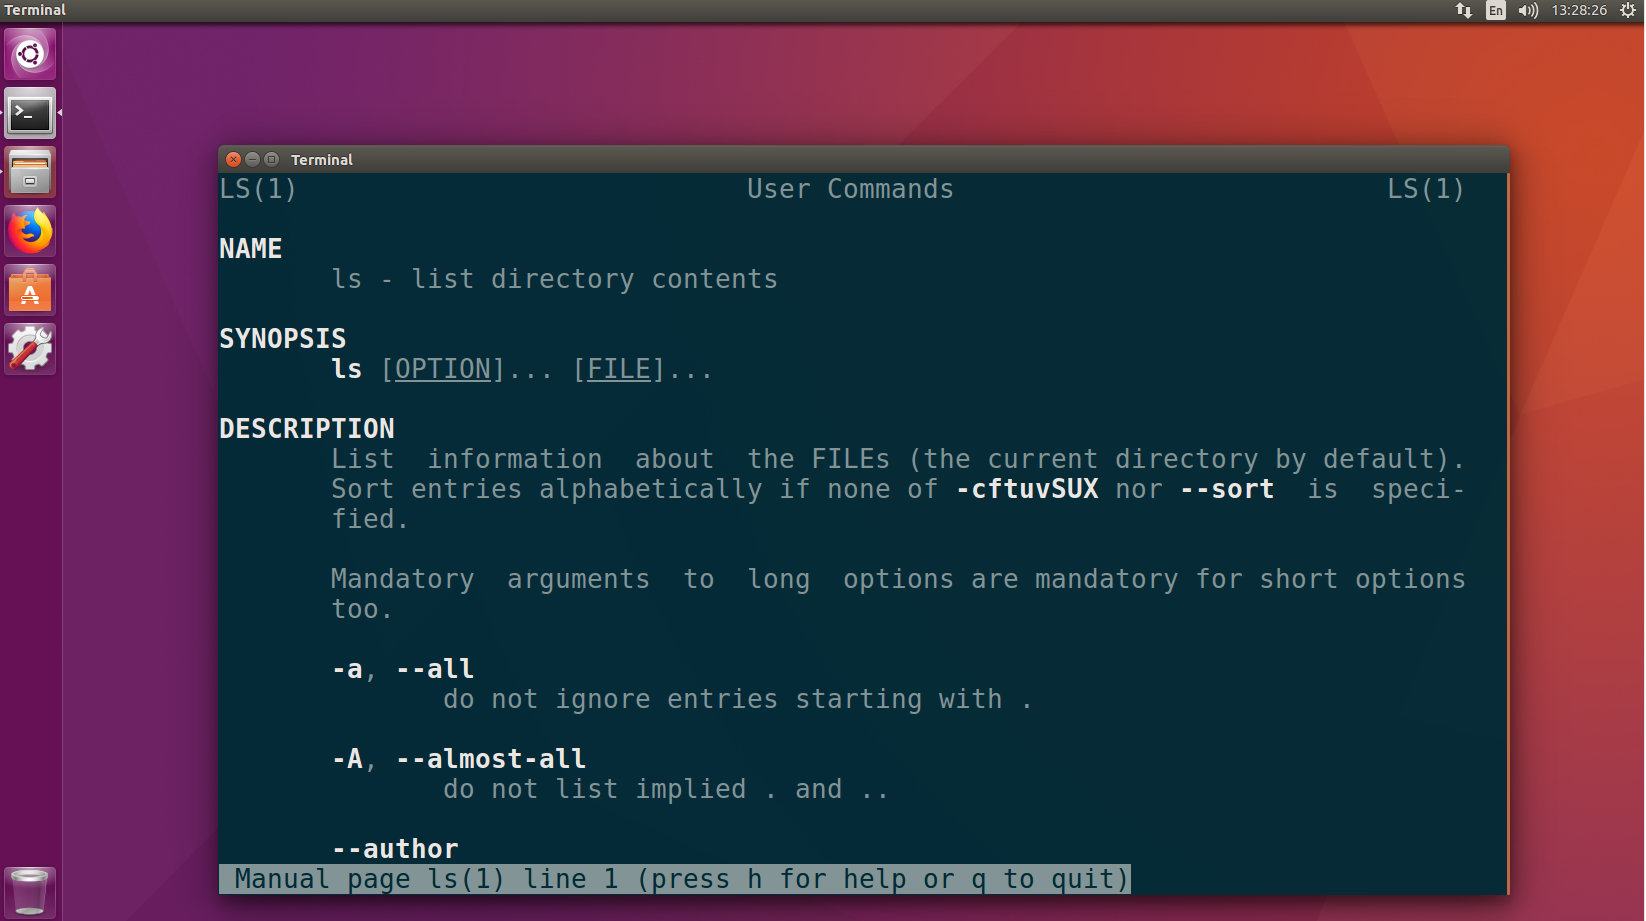 Terminal
En 13:28:26
Terminal
LS(1) User Commands LS(1)
NAME
ls - list directory contents
SYNOPSIS
ls [OPTION]... [FILE]...
DESCRIPTION
List information about the FILEs (the current directory by default).
Sort entries alphabetically if none of -cftuvSUX nor --sort is speci-
fied.
Mandatory arguments to long options are mandatory for short options
too.
-a, --all
do not ignore entries starting with .
-A, --almost-all
do not list implied . and ..
--author
Manual page ls(1) line 1 (press h for help or q to quit)